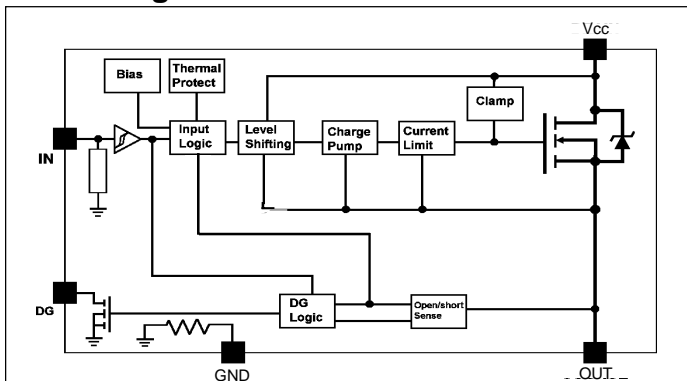 Vcc
Bias
Thermal
Protect
Clamp
Input
Logic
Level
Shifting
Charge
Pump
Current
Limit
IN
DG
DG
Logic
Open/short
Sense
GND
OUT